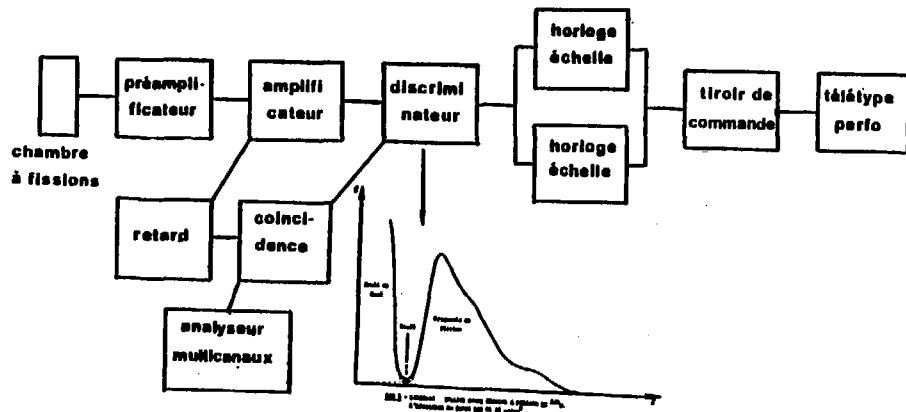 horloge
échelle
préampli-
ficateur
amplifi
cateur
discrimi
nateur
tiroir de
commande
télétype
perfo
chambre
à fissions
horloge
échelle
retard
coinci-
dence
analyseur
multicanaux
Seuil
Fragments de
fission